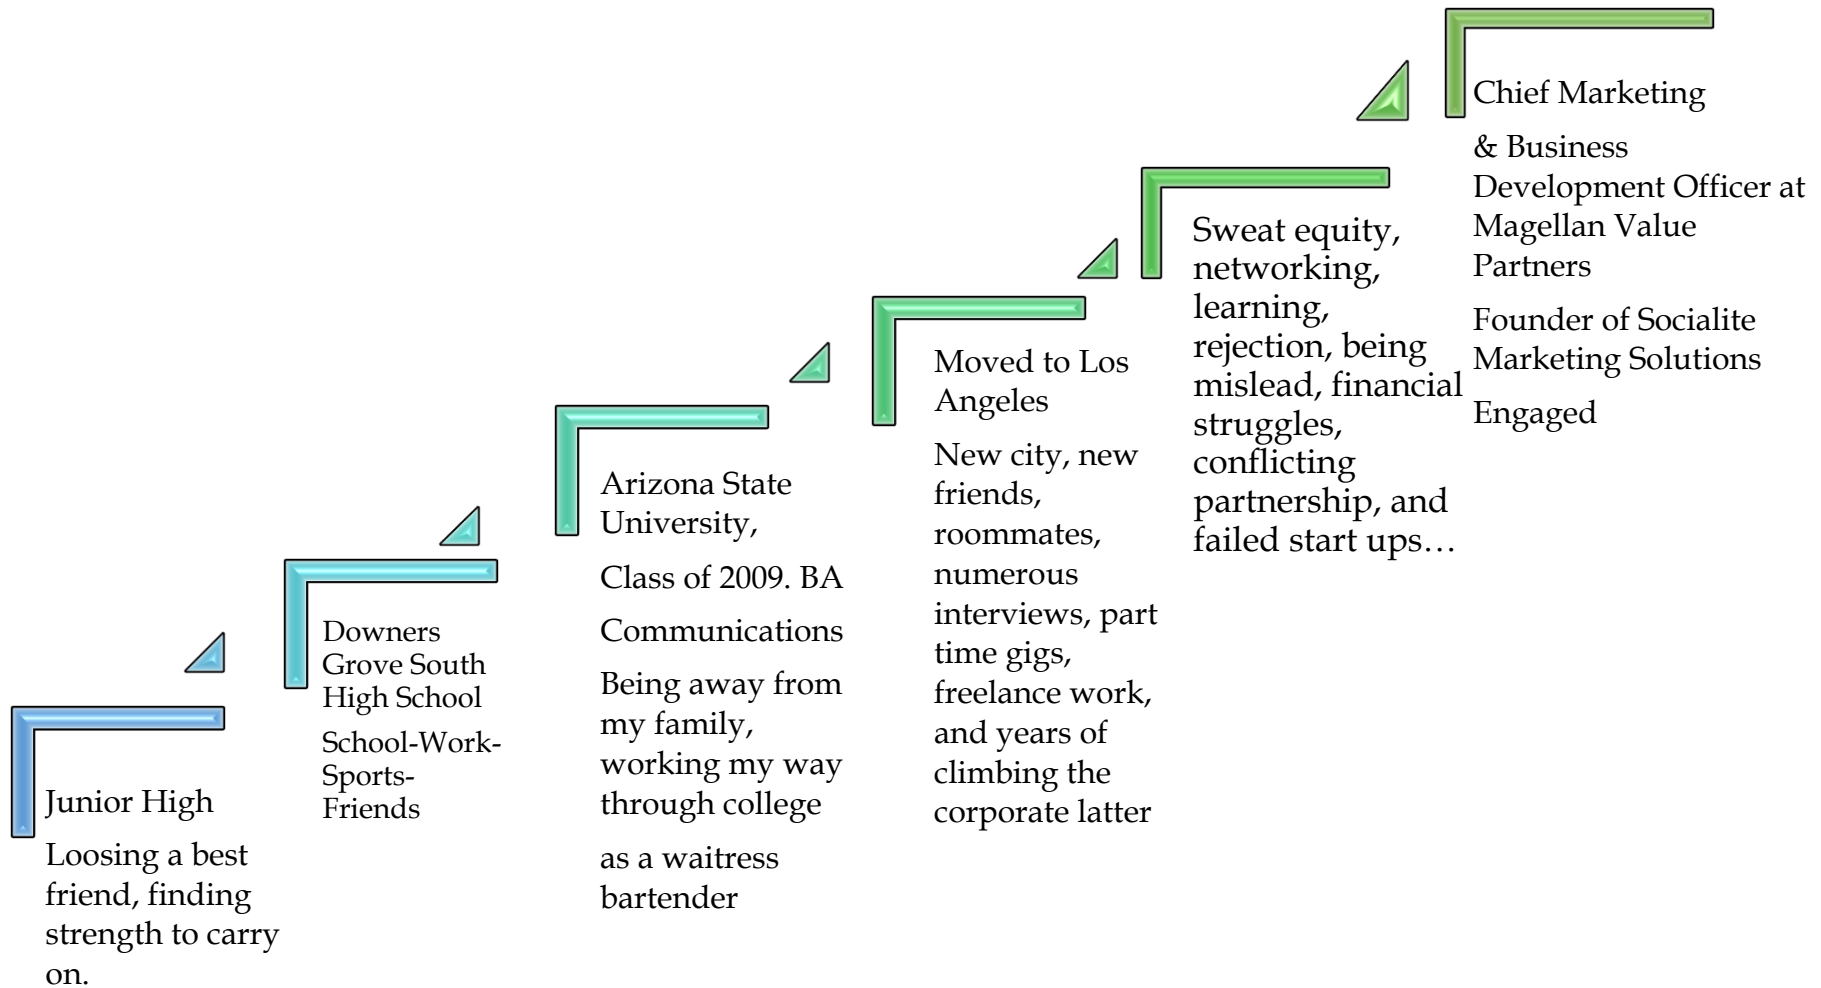 Junior High
Loosing a best
friend, finding
strength to carry
on.
Downers
Grove South
High School
School-Work-
Sports-
Friends
Arizona State
University,
Class of 2009. BA
Communications
Being away from
my family,
working my way
through college
as a waitress
bartender
Moved to Los
Angeles
New city, new
friends,
roommates,
numerous
interviews, part
time gigs,
freelance work,
and years of
climbing the
corporate latter
Sweat equity,
networking,
learning,
rejection, being
mislead, financial
struggles,
conflicting
partnership, and
failed start ups…
Chief Marketing
& Business
Development Officer at
Magellan Value
Partners
Founder of Socialite
Marketing Solutions
Engaged